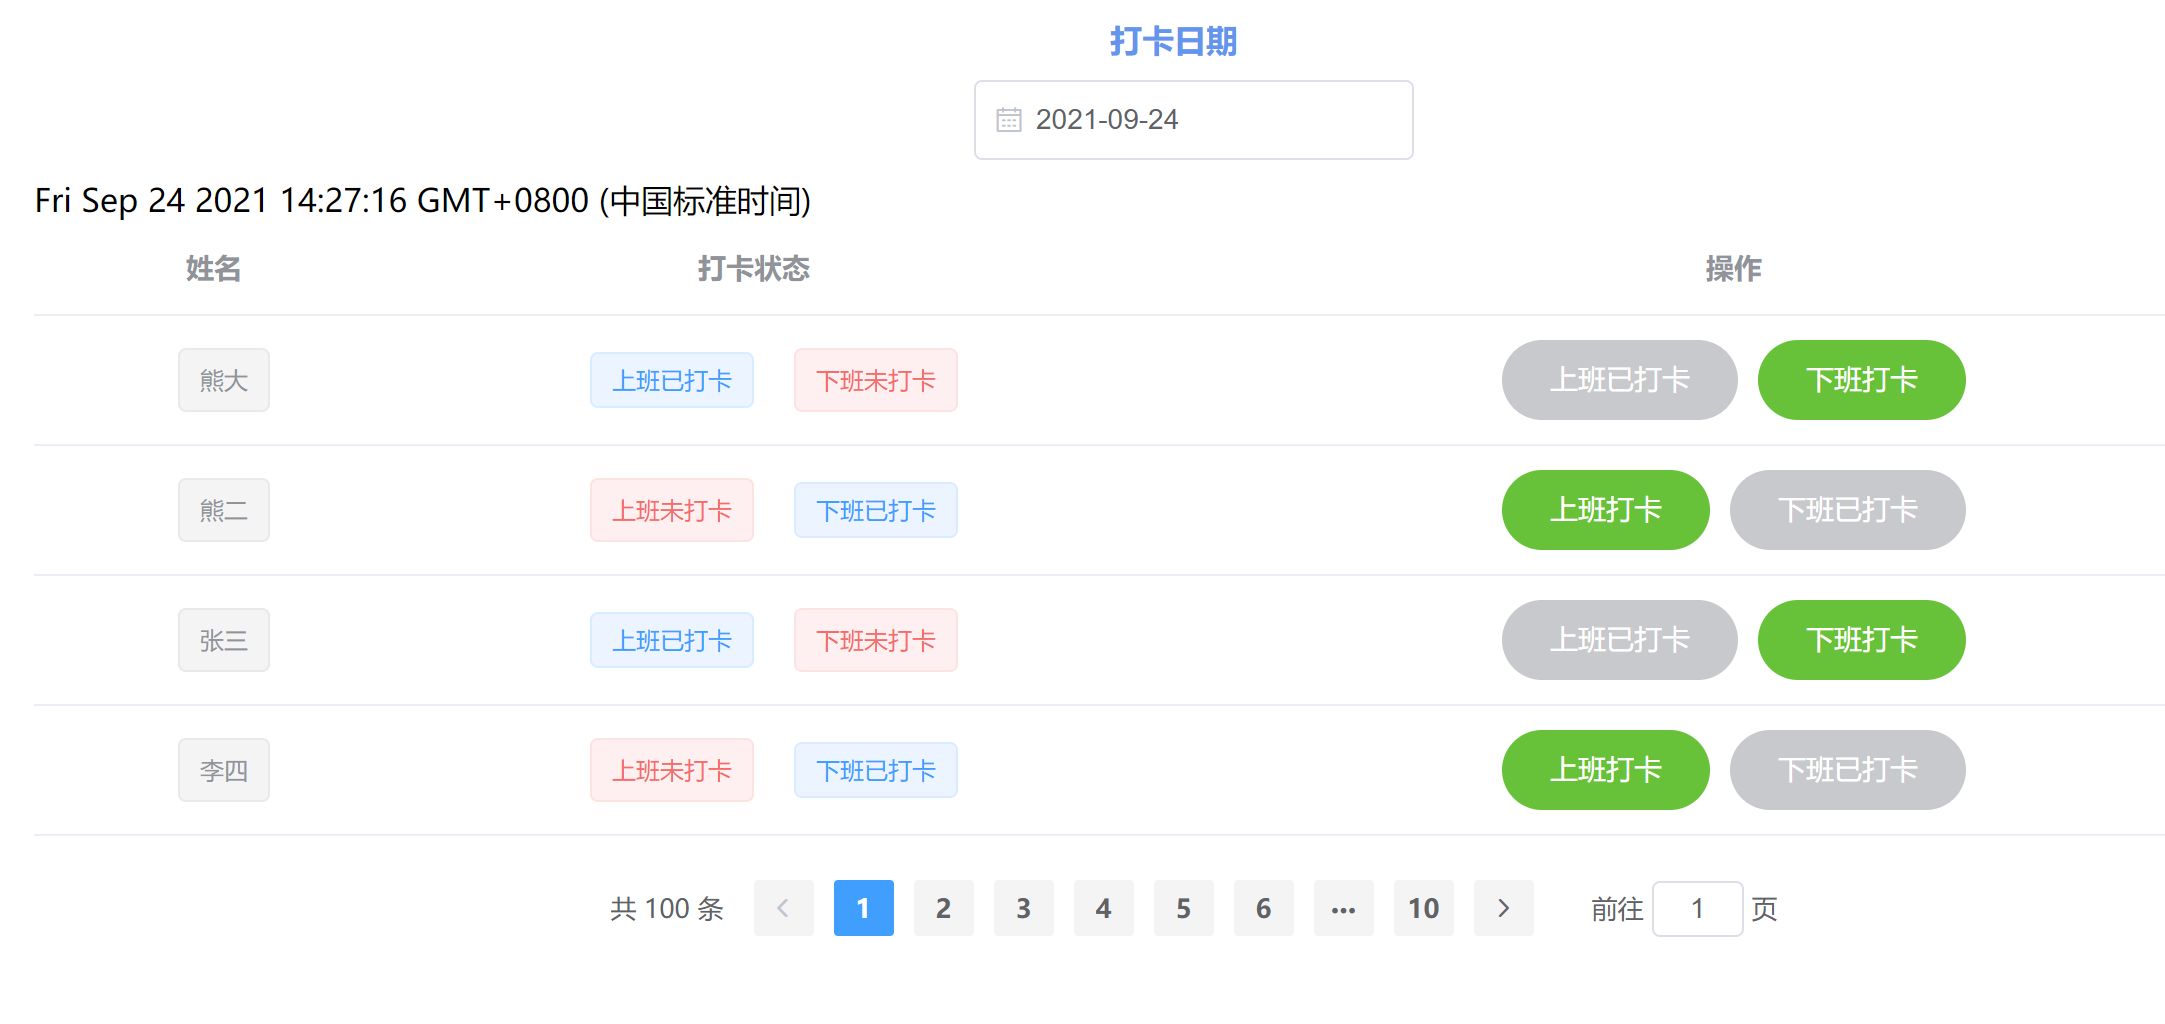 打卡日期
2021-09-24
Fri Sep 24 2021 14:27:16 GMT+0800 (中国标准时间)
姓名 打卡状态 操作
熊大 上班已打卡 下班未打卡 上班已打卡 下班打卡
熊二 上班未打卡 下班已打卡 上班打卡 下班已打卡
张三 上班已打卡 下班未打卡 上班已打卡 下班打卡
李四 上班未打卡 下班已打卡 上班打卡 下班已打卡
共 100 条 1 2 3 4 5 6 ... 10 前往 1 页